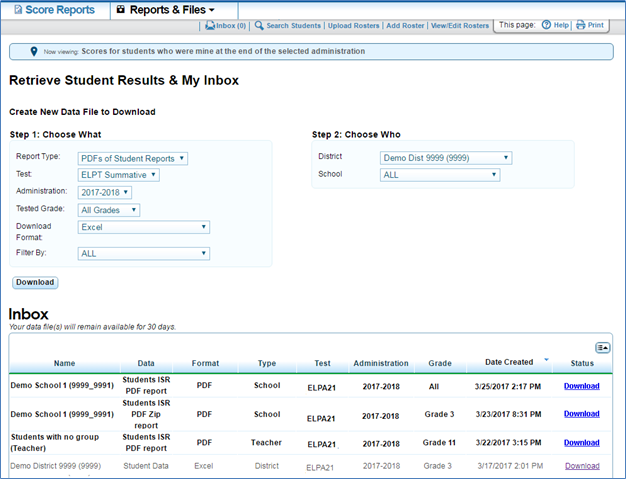 Score Reports Reports & Files
Inbox (0) | Search Students | Upload Rosters | Add Roster | View/Edit Rosters This page: Help | Print
Now viewing: Scores for students who were mine at the end of the selected administration
Retrieve Student Results & My Inbox
Create New Data File to Download
Step 1: Choose What Step 2: Choose Who
Report Type: PDFs of Student Reports District Demo Dist 9999 (9999)
Test: ELPT Summative School ALL
Administration: 2017-2018
Tested Grade: All Grades
Download Excel
Format:
Filter By: ALL
Download
Inbox
Your data file(s) will remain available for 30 days.
Name Data Format Type Test Administration Grade Date Created Status
Demo School 1 (9999_9991) Students ISR PDF School ELPA21 2017-2018 All 3/25/2017 2:17 PM Download
PDF report
Students ISR
Demo School 1 (9999_9991) PDF Zip PDF School ELPA21 2017-2018 Grade 3 3/23/2017 8:31 PM Download
report
Students with no group Students ISR PDF Teacher ELPA21 2017-2018 Grade 11 3/22/2017 3:15 PM Download
(Teacher) PDF report
Demo District 9999 (9999) Student Data Excel District ELPA21 2017-2018 Grade 3 3/17/2017 2:01 PM Download